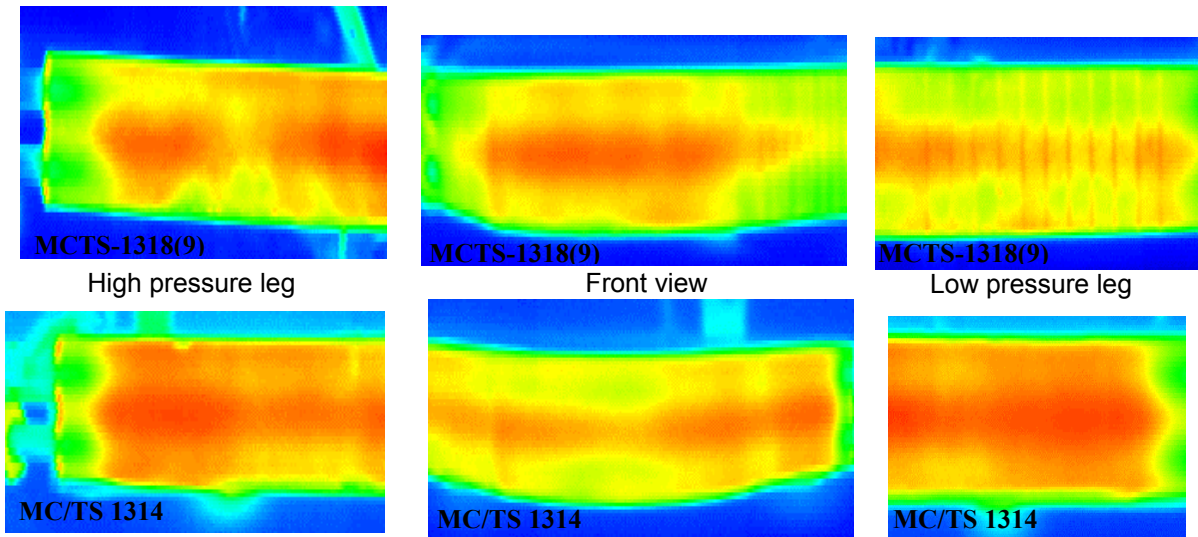 MCTS-1318(9)
MCTS-1318(9)
MCTS-1318(9)
High pressure leg
Front view
Low pressure leg
MC/TS 1314
MC/TS 1314
MC/TS 1314